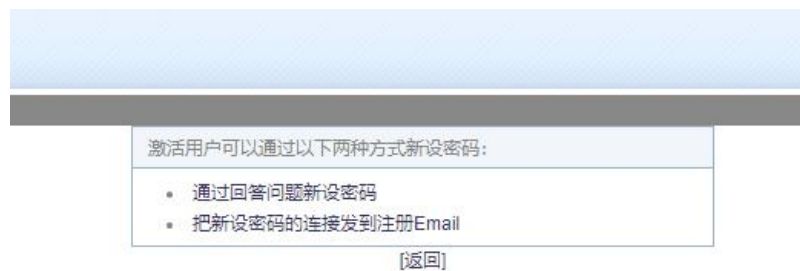 激活用户可以通过以下两种方式新设密码:
通过回答问题新设密码
把新设密码的连接发到注册Email
[返回]